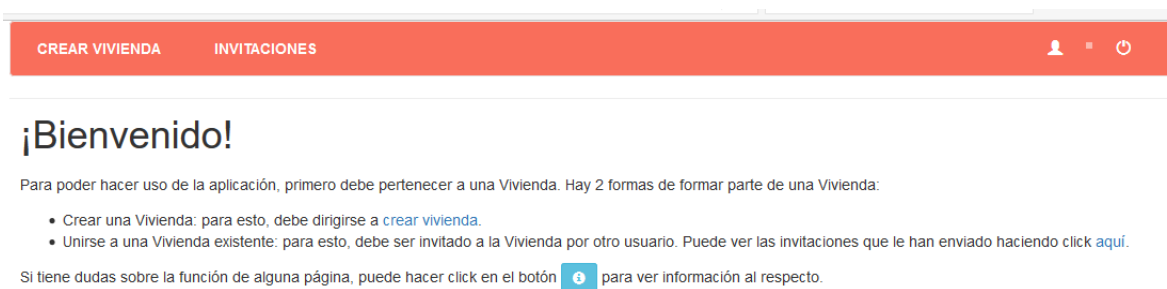 CREAR VIVIENDA INVITACIONES
¡Bienvenido!
Para poder hacer uso de la aplicación, primero debe pertenecer a una Vivienda. Hay 2 formas de formar parte de una Vivienda:
• Crear una Vivienda: para esto, debe dirigirse a crear vivienda.
• Unirse a una Vivienda existente: para esto, debe ser invitado a la Vivienda por otro usuario. Puede ver las invitaciones que le han enviado haciendo click aquí.
Si tiene dudas sobre la función de alguna página, puede hacer click en el botón para ver información al respecto.